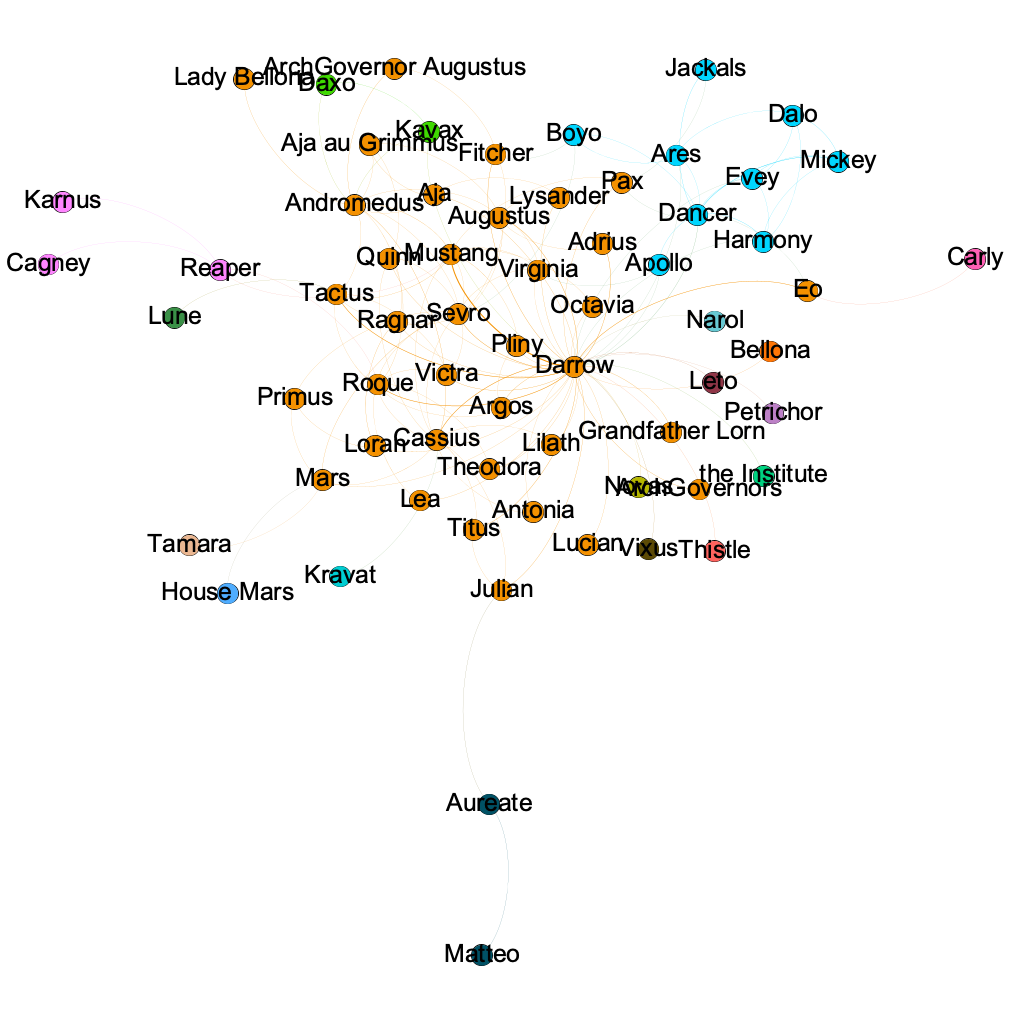 ArchGovernor Augustus
Lady Bellona
Daxo
Jackals
Dalo
Kavax
Boyo
Aja au Grimmus
Fitcher
Ares
Mickey
Evey
Pax
Karnus
Andromedus
Aja
Lysander
Augustus
Dancer
Adrius
Harmony
Quinn
Mustang
Carly
Cagney
Reaper
Virginia
Apollo
Tactus
Eo
Octavia
Lune
Ragnar
Sevro
Narol
Pliny
Bellona
Darrow
Victra
Roque
Leto
Primus
Argos
Petrichor
Grandfather Lorn
Lorah
Cassius
Lilath
Theodora
the Institute
Mars
Novas
ArchGovernors
Lea
Antonia
Titus
Tamara
Lucian
Vixus
Thistle
Kravat
House Mars
Julian
Aureate
Matteo